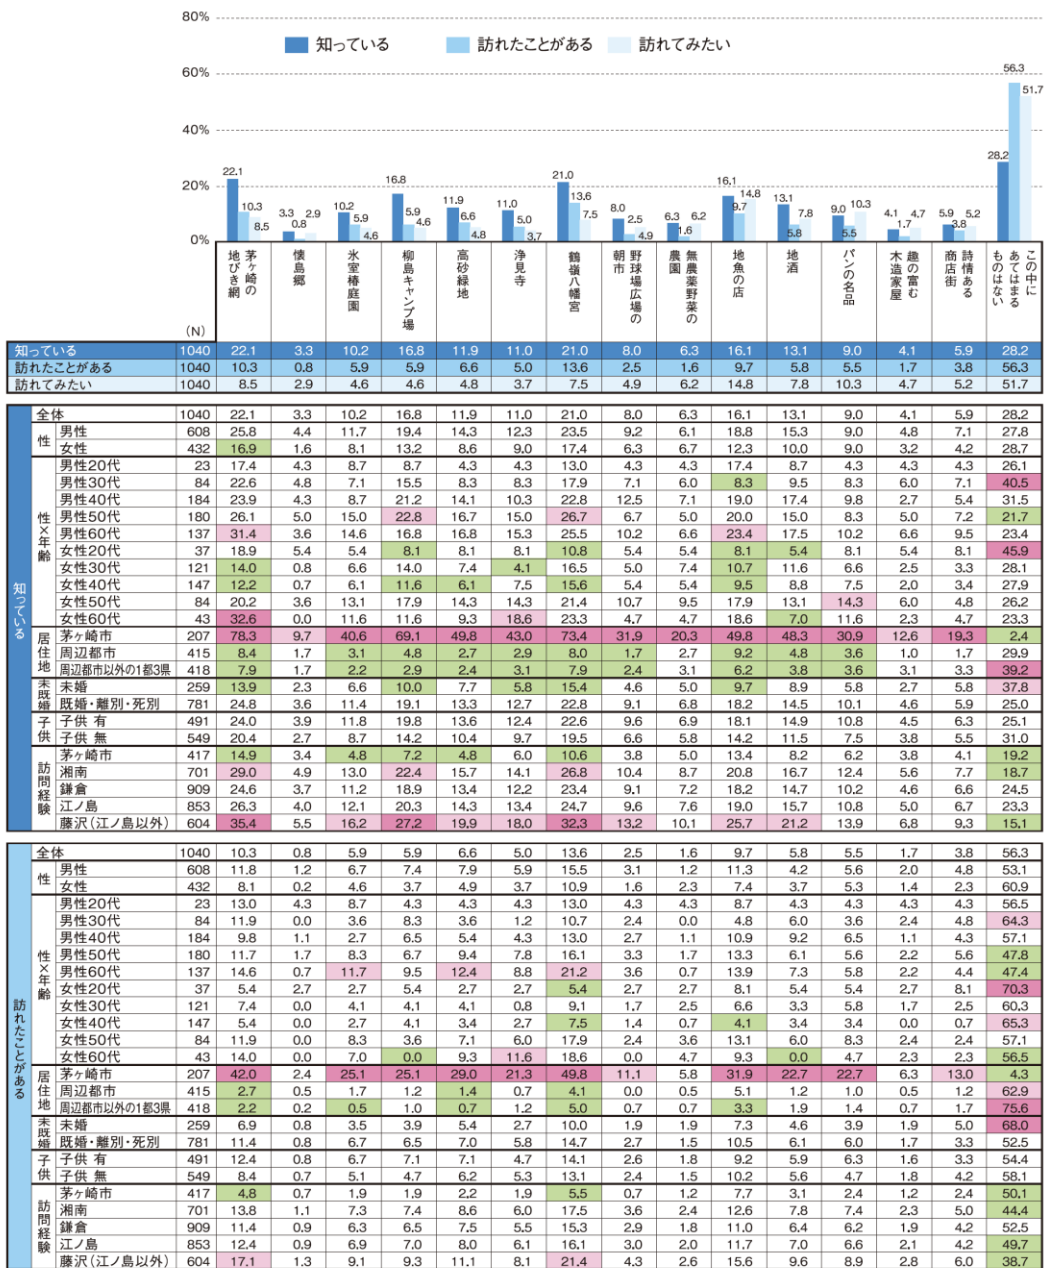 80%
知っている 訪れたことがある 訪れてみたい
60%
40%
20%
0%
22.1 10.3 8.5
3.3 0.8 2.9
10.2 5.9 4.6
16.8 5.9 4.6
11.9 6.6 4.8
11.0 5.0 3.7
21.0 13.6 7.5
8.0 2.5 4.9
6.3 1.6 6.2
16.1 9.7 14.8
13.1 5.8 7.8
9.0 5.5 10.3
4.1 1.7 4.7
5.9 3.8 5.2
28.2 56.3 51.7
(N)
茅ヶ崎の
地びき網
懐島郷
氷室椿庭園
柳島キャンプ場
高砂緑地
浄見寺
鶴嶺八幡宮
野球場広場の
朝市
無農薬野菜の
農園
地魚の店
地酒
パンの名品
趣の富む
木造家屋
詩情ある
商店街
この中に
あてはまる
ものはない
知っている 1040 22.1 3.3 10.2 16.8 11.9 11.0 21.0 8.0 6.3 16.1 13.1 9.0 4.1 5.9 28.2
訪れたことがある 1040 10.3 0.8 5.9 5.9 6.6 5.0 13.6 2.5 1.6 9.7 5.8 5.5 1.7 3.8 56.3
訪れてみたい 1040 8.5 2.9 4.6 4.6 4.8 3.7 7.5 4.9 6.2 14.8 7.8 10.3 4.7 5.2 51.7
知っている
全体 1040 22.1 3.3 10.2 16.8 11.9 11.0 21.0 8.0 6.3 16.1 13.1 9.0 4.1 5.9 28.2
性
男性 608 25.8 4.4 11.7 19.4 14.3 12.3 23.5 9.2 6.1 18.8 15.3 9.0 4.8 7.1 27.8
女性 432 16.9 1.6 8.1 13.2 8.6 9.0 17.4 6.3 6.7 12.3 10.0 9.0 3.2 4.2 28.7
性×年齢
男性20代 23 17.4 4.3 8.7 8.7 4.3 4.3 13.0 4.3 4.3 17.4 8.7 4.3 4.3 4.3 26.1
男性30代 84 22.6 4.8 7.1 15.5 8.3 8.3 17.9 7.1 6.0 8.3 9.5 8.3 6.0 7.1 40.5
男性40代 184 23.9 4.3 8.7 21.2 14.1 10.3 22.8 12.5 7.1 19.0 17.4 9.8 2.7 5.4 31.5
男性50代 180 26.1 5.0 15.0 22.8 16.7 15.0 26.7 6.7 5.0 20.0 15.0 8.3 5.0 7.2 21.7
男性60代 137 31.4 3.6 14.6 16.8 16.8 15.3 25.5 10.2 6.6 23.4 17.5 10.2 6.6 9.5 23.4
女性20代 37 18.9 5.4 5.4 8.1 8.1 8.1 10.8 5.4 5.4 8.1 5.4 8.1 5.4 8.1 45.9
女性30代 121 14.0 0.8 6.6 14.0 7.4 4.1 16.5 5.0 7.4 10.7 11.6 6.6 2.5 3.3 28.1
女性40代 147 12.2 0.7 6.1 11.6 6.1 7.5 15.6 5.4 5.4 9.5 8.8 7.5 2.0 3.4 27.9
女性50代 84 20.2 3.6 13.1 17.9 14.3 14.3 21.4 10.7 9.5 17.9 13.1 14.3 6.0 4.8 26.2
女性60代 43 32.6 0.0 11.6 11.6 9.3 18.6 23.3 4.7 4.7 18.6 7.0 11.6 2.3 4.7 23.3
居住地
茅ヶ崎市 207 78.3 9.7 40.6 69.1 49.8 43.0 73.4 31.9 20.3 49.8 48.3 30.9 12.6 19.3 2.4
周辺都市 415 8.4 1.7 3.1 4.8 2.7 2.9 8.0 1.7 2.7 9.2 4.8 3.6 1.0 1.7 29.9
周辺都市以外の1都3県 418 7.9 1.7 2.2 2.9 2.4 3.1 7.9 2.4 3.1 6.2 3.8 3.6 3.1 3.3 39.2
未既婚
未婚 259 13.9 2.3 6.6 10.0 7.7 5.8 15.4 4.6 5.0 9.7 8.9 5.8 2.7 5.8 37.8
既婚・離別・死別 781 24.8 3.6 11.4 19.1 13.3 12.7 22.8 9.1 6.8 18.2 14.5 10.1 4.6 5.9 25.0
子供
子供 有 491 24.0 3.9 11.8 19.8 13.6 12.4 22.6 9.6 6.9 18.1 14.9 10.8 4.5 6.3 25.1
子供 無 549 20.4 2.7 8.7 14.2 10.4 9.7 19.5 6.6 5.8 14.2 11.5 7.5 3.8 5.5 31.0
訪問経験
茅ヶ崎市 417 14.9 3.4 4.8 7.2 4.8 6.0 10.6 3.8 5.0 13.4 8.2 6.2 3.8 4.1 19.2
湘南 701 29.0 4.9 13.0 22.4 15.7 14.1 26.8 10.4 8.7 20.8 16.7 12.4 5.6 7.7 18.7
鎌倉 909 24.6 3.7 11.2 18.9 13.4 12.2 23.4 9.1 7.2 18.2 14.7 10.2 4.6 6.6 24.5
江ノ島 853 26.3 4.0 12.1 20.3 14.3 13.4 24.7 9.6 7.6 19.0 15.7 10.8 5.0 6.7 23.3
藤沢(江ノ島以外) 604 35.4 5.5 16.2 27.2 19.9 18.0 32.3 13.2 10.1 25.7 21.2 13.9 6.8 9.3 15.1
訪れたことがある
全体 1040 10.3 0.8 5.9 5.9 6.6 5.0 13.6 2.5 1.6 9.7 5.8 5.5 1.7 3.8 56.3
性
男性 608 11.8 1.2 6.7 7.4 7.9 5.9 15.5 3.1 1.2 11.3 4.2 5.6 2.0 4.8 53.1
女性 432 8.1 0.2 4.6 3.7 4.9 3.7 10.9 1.6 2.3 7.4 3.7 5.3 1.4 2.3 60.9
性×年齢
男性20代 23 13.0 4.3 8.7 4.3 4.3 4.3 13.0 4.3 4.3 8.7 4.3 4.3 4.3 4.3 56.5
男性30代 84 11.9 0.0 3.6 8.3 3.6 1.2 10.7 2.4 0.0 4.8 6.0 3.6 2.4 4.8 64.3
男性40代 184 9.8 1.1 2.7 6.5 5.4 4.3 13.0 2.7 1.1 10.9 9.2 6.5 1.1 4.3 57.1
男性50代 180 11.7 1.7 8.3 6.7 9.4 7.8 16.1 3.3 1.7 13.3 6.1 5.6 2.2 5.6 47.8
男性60代 137 14.6 0.7 11.7 9.5 12.4 8.8 21.2 3.6 0.7 13.9 7.3 5.8 2.2 4.4 47.4
女性20代 37 5.4 2.7 2.7 5.4 2.7 2.7 5.4 2.7 2.7 8.1 5.4 5.4 2.7 8.1 70.3
女性30代 121 7.4 0.0 4.1 4.1 4.1 0.8 9.1 1.7 2.5 6.6 3.3 5.8 1.7 2.5 60.3
女性40代 147 5.4 0.0 2.7 4.1 3.4 2.7 7.5 1.4 0.7 4.1 3.4 3.4 0.0 0.7 65.3
女性50代 84 11.9 0.0 8.3 3.6 7.1 6.0 17.9 2.4 3.6 13.1 6.0 8.3 2.4 2.4 57.1
女性60代 43 14.0 0.0 7.0 0.0 9.3 11.6 18.6 0.0 4.7 9.3 0.0 4.7 2.3 2.3 56.5
居住地
茅ヶ崎市 207 42.0 2.4 25.1 25.1 29.0 21.3 49.8 11.1 5.8 31.9 22.7 22.7 6.3 13.0 4.3
周辺都市 415 2.7 0.5 1.7 1.2 1.4 0.7 4.1 0.0 0.5 5.1 1.2 1.0 0.5 1.2 62.9
周辺都市以外の1都3県 418 2.2 0.2 0.5 1.0 0.7 1.2 5.0 0.7 0.7 3.3 1.9 1.4 0.7 1.7 75.6
未既婚
未婚 259 6.9 0.8 3.5 3.9 5.4 2.7 10.0 1.9 1.9 7.3 4.6 3.9 1.9 5.0 68.0
既婚・離別・死別 781 11.4 0.8 6.7 6.5 7.0 5.8 14.7 2.7 1.5 10.5 6.1 6.0 1.7 3.3 52.5
子供
子供 有 491 12.4 0.8 6.7 7.1 7.1 4.7 14.1 2.6 1.8 9.2 5.9 6.3 1.6 3.3 54.4
子供 無 549 8.4 0.7 5.1 4.7 6.2 5.3 13.1 2.4 1.5 10.2 5.6 4.7 1.8 4.2 58.1
訪問経験
茅ヶ崎市 417 4.8 0.7 1.9 1.9 2.2 1.9 5.5 0.7 1.2 7.7 3.1 2.4 1.2 2.4 50.1
湘南 701 13.8 1.1 7.3 7.4 8.6 6.0 17.5 3.6 2.4 12.6 7.8 7.4 2.3 5.0 44.4
鎌倉 909 11.4 0.9 6.3 6.5 7.5 5.5 15.3 2.9 1.8 11.0 6.4 6.2 1.9 4.2 52.5
江ノ島 853 12.4 0.9 6.9 7.0 8.0 6.1 16.1 3.0 2.0 11.7 7.0 6.6 2.1 4.2 49.7
藤沢(江ノ島以外) 604 17.1 1.3 9.1 9.3 11.1 8.1 21.4 4.3 2.6 15.6 9.6 8.9 2.8 6.0 38.7